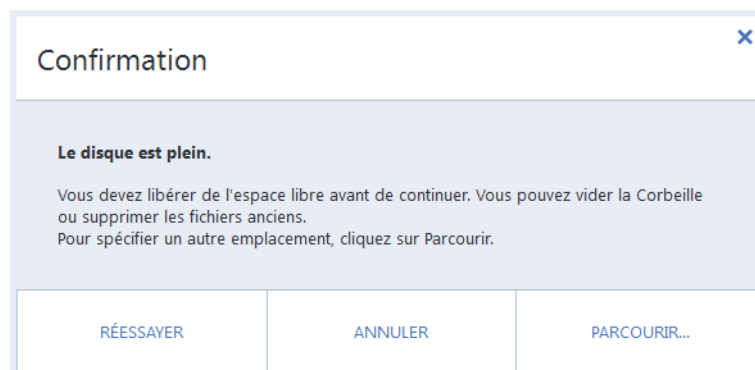 Confirmation
Le disque est plein.
Vous devez libérer de l'espace libre avant de continuer. Vous pouvez vider la Corbeille
ou supprimer les fichiers anciens.
Pour spécifier un autre emplacement, cliquez sur Parcourir.
RÉESSAYER
ANNULER
PARCOURIR...